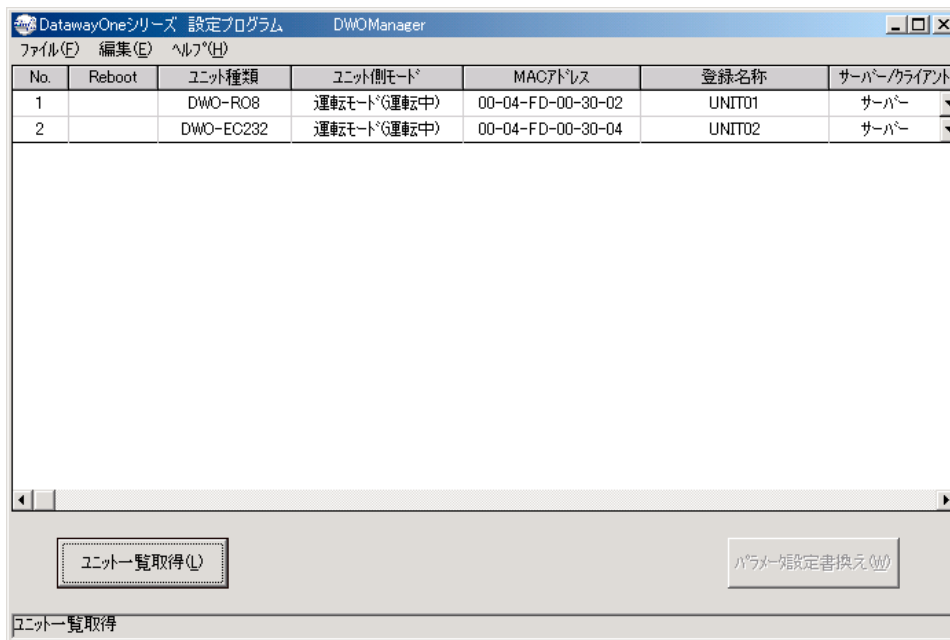 DatawayOneシリーズ 設定プログラム DWOManager
ファイル(F) 編集(E) ヘルプ(H)
No. Reboot ユニット種類 ユニット側モード MACアドレス 登録名称 サーバー/クライアント
1 DWO-RO8 運転モード(運転中) 00-04-FD-00-30-02 UNIT01 サーバー
2 DWO-EC232 運転モード(運転中) 00-04-FD-00-30-04 UNIT02 サーバー
ユニット一覧取得(L) パラメータ設定書換え(W)
ユニット一覧取得